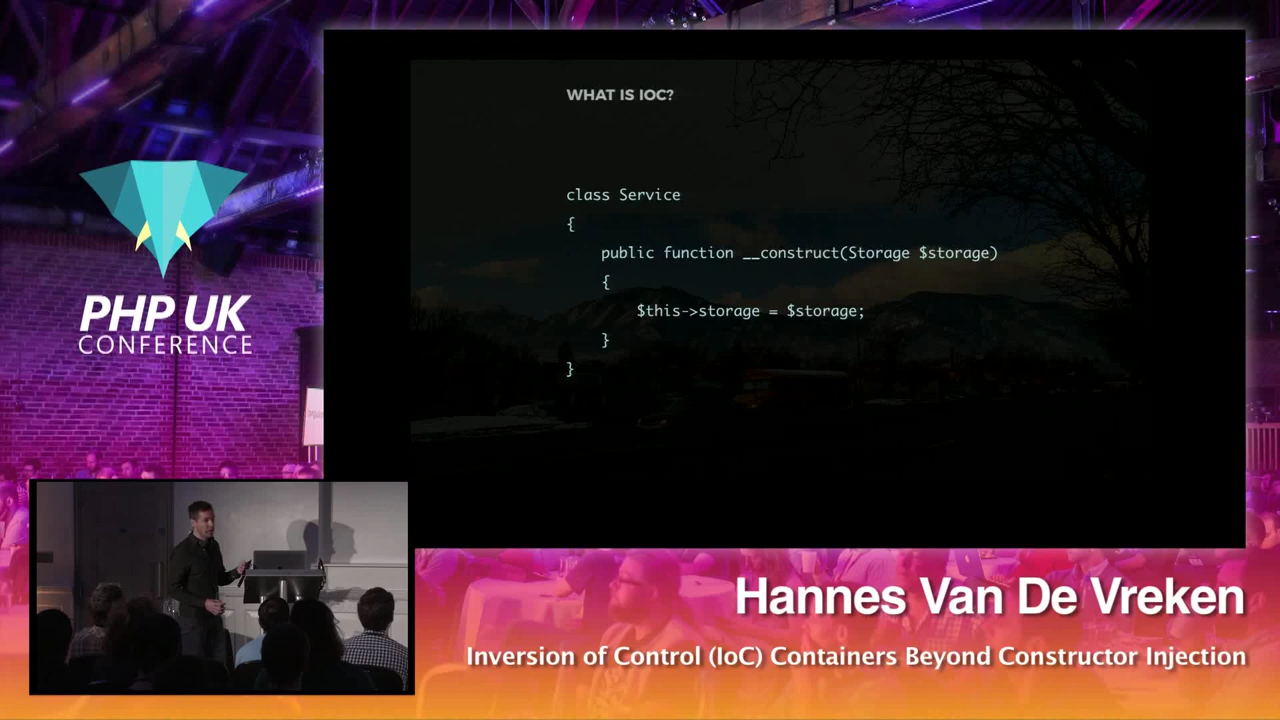 WHAT IS IOC?
class Service
{
public function __construct(Storage $storage)
{
$this->storage = $storage;
}
}
PHP UK
CONFERENCE
Hannes Van De Vreken
Inversion of Control (IoC) Containers Beyond Constructor Injection